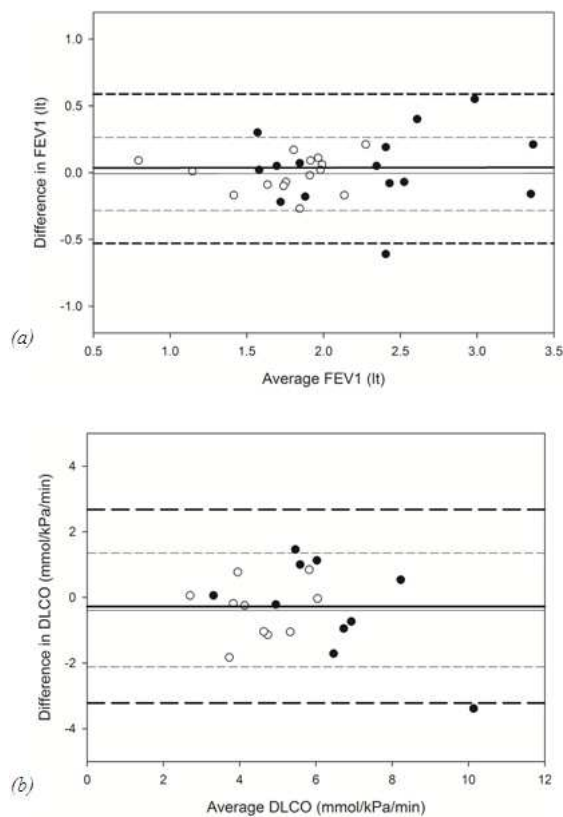 1.0
0.5
0.0
-0.5
-1.0
Difference in FEV1 (lt)
(a)
0.5 1.0 1.5 2.0 2.5 3.0 3.5
Average FEV1 (lt)
4
2
0
-2
-4
Difference in DLCO (mmol/kPa/min)
(b)
0 2 4 6 8 10 12
Average DLCO (mmol/kPa/min)